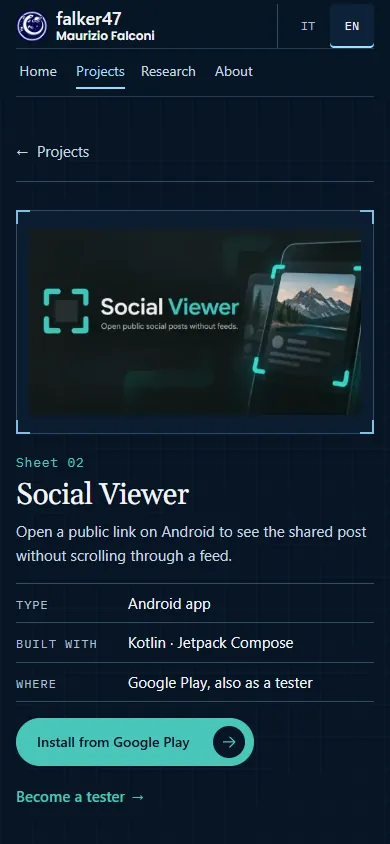 falker47
Maurizio Falconi
IT
EN
Home
Projects
Research
About
← Projects
Social Viewer
Open public social posts without feeds.
Sheet 02
Social Viewer
Open a public link on Android to see the shared post
without scrolling through a feed.
TYPE
Android app
BUILT WITH
Kotlin · Jetpack Compose
WHERE
Google Play, also as a tester
Install from Google Play →
Become a tester →